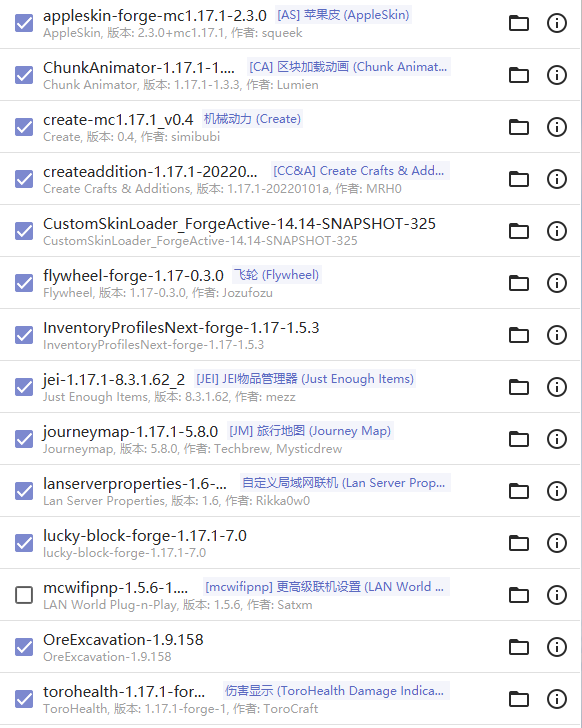 appleskin-forge-mc1.17.1-2.3.0 [AS] 苹果皮 (AppleSkin)
AppleSkin, 版本: 2.3.0+mc1.17.1, 作者: squeek
ChunkAnimator-1.17.1-1.... [CA] 区块加载动画 (Chunk Animat...
Chunk Animator, 版本: 1.17.1-1.3.3, 作者: Lumien
create-mc1.17.1_v0.4 机械动力 (Create)
Create, 版本: 0.4, 作者: simibubi
createaddition-1.17.1-20220... [CC&A] Create Crafts & Add...
Create Crafts & Additions, 版本: 1.17.1-20220101a, 作者: MRH0
CustomSkinLoader_ForgeActive-14.14-SNAPSHOT-325
CustomSkinLoader_ForgeActive-14.14-SNAPSHOT-325
flywheel-forge-1.17-0.3.0 飞轮 (Flywheel)
Flywheel, 版本: 1.17-0.3.0, 作者: Jozufozu
InventoryProfilesNext-forge-1.17-1.5.3
InventoryProfilesNext-forge-1.17-1.5.3
jei-1.17.1-8.3.1.62_2 [JEI] JEI物品管理器 (Just Enough Items)
Just Enough Items, 版本: 8.3.1.62, 作者: mezz
journeymap-1.17.1-5.8.0 [JM] 旅行地图 (Journey Map)
Journeymap, 版本: 5.8.0, 作者: Techbrew, Mysticdrew
lanserverproperties-1.6-... 自定义局域网联机 (Lan Server Prop...
Lan Server Properties, 版本: 1.6, 作者: Rikka0w0
lucky-block-forge-1.17.1-7.0
lucky-block-forge-1.17.1-7.0
mcwifipnp-1.5.6-1.... [mcwifipnp] 更高级联机设置 (LAN World ...
LAN World Plug-n-Play, 版本: 1.5.6, 作者: Satxm
OreExcavation-1.9.158
OreExcavation-1.9.158
torohealth-1.17.1-for... 伤害显示 (ToroHealth Damage Indica...
ToroHealth, 版本: 1.17.1-forge-1, 作者: ToroCraft